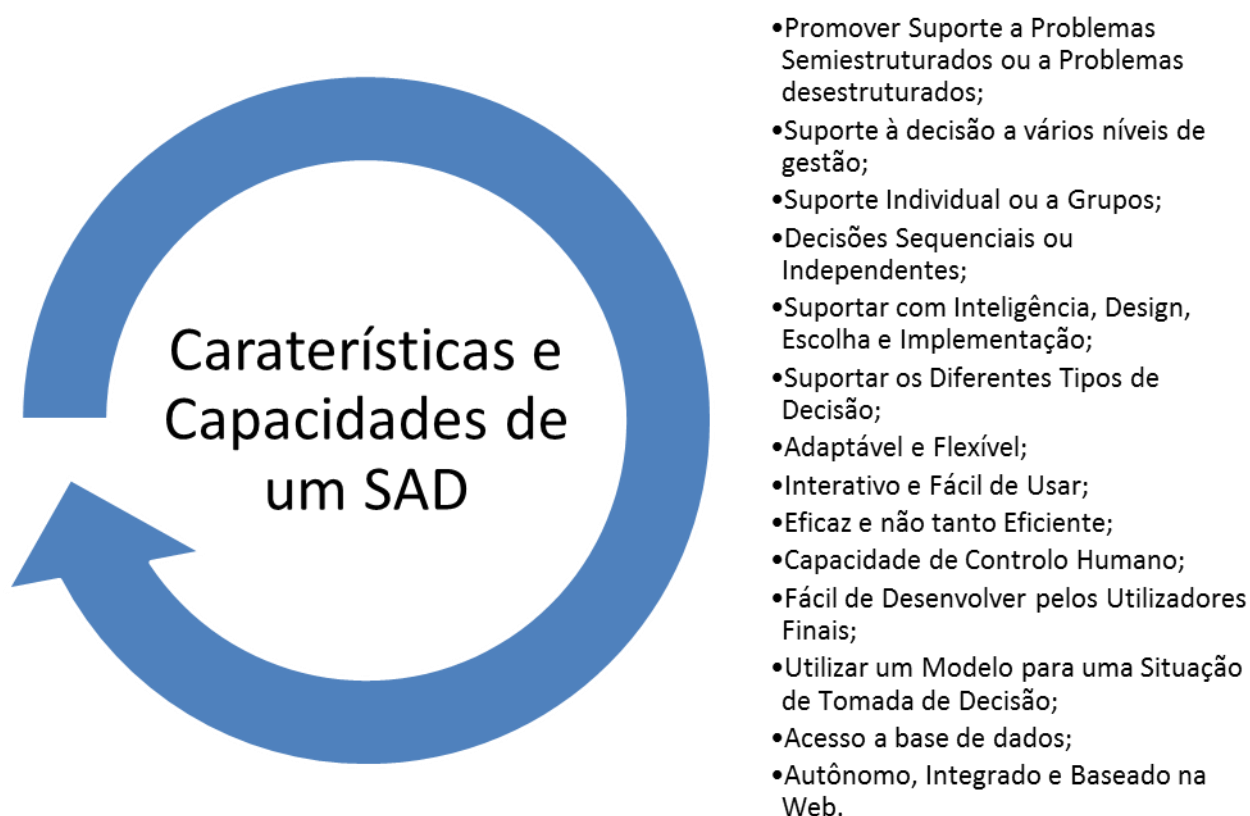 Caraterísticas e
Capacidades de
um SAD
•Promover Suporte a Problemas
Semiestruturados ou a Problemas
desestruturados;
•Suporte à decisão a vários níveis de
gestão;
•Suporte Individual ou a Grupos;
•Decisões Sequenciais ou
Independentes;
•Suportar com Inteligência, Design,
Escolha e Implementação;
•Suportar os Diferentes Tipos de
Decisão;
•Adaptável e Flexível;
•Interativo e Fácil de Usar;
•Eficaz e não tanto Eficiente;
•Capacidade de Controlo Humano;
•Fácil de Desenvolver pelos Utilizadores
Finais;
•Utilizar um Modelo para uma Situação
de Tomada de Decisão;
•Acesso a base de dados;
•Autônomo, Integrado e Baseado na
Web.